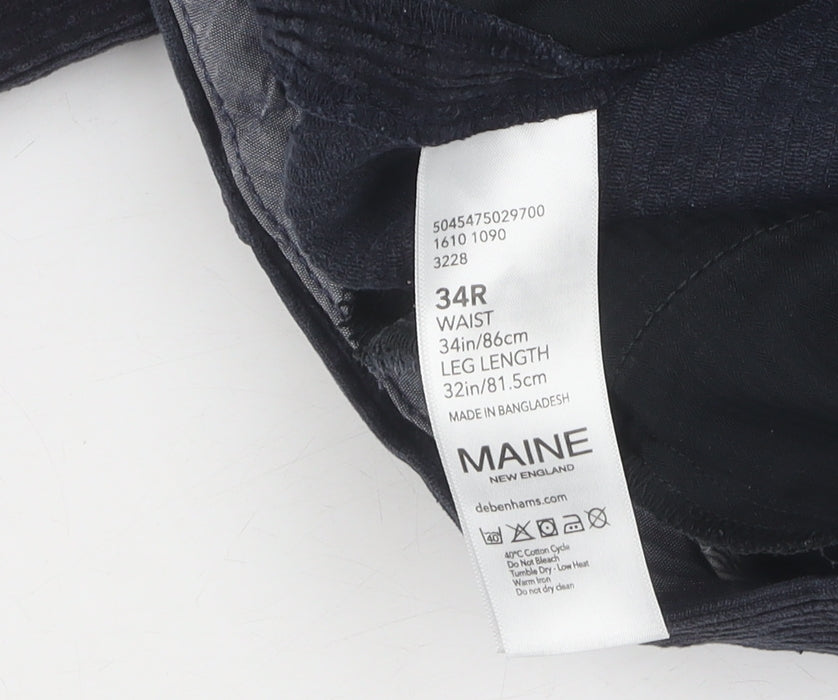 5045475029700
1610 1090
3228
34R
WAIST
34in/86cm
LEG LENGTH
32in/81.5cm
MADE IN BANGLADESH
MAINE
NEW ENGLAND
debenhams.com
40
40°C Cotton Cycle
Do Not Bleach
Tumble Dry - Low Heat
Warm Iron
Do not dry clean